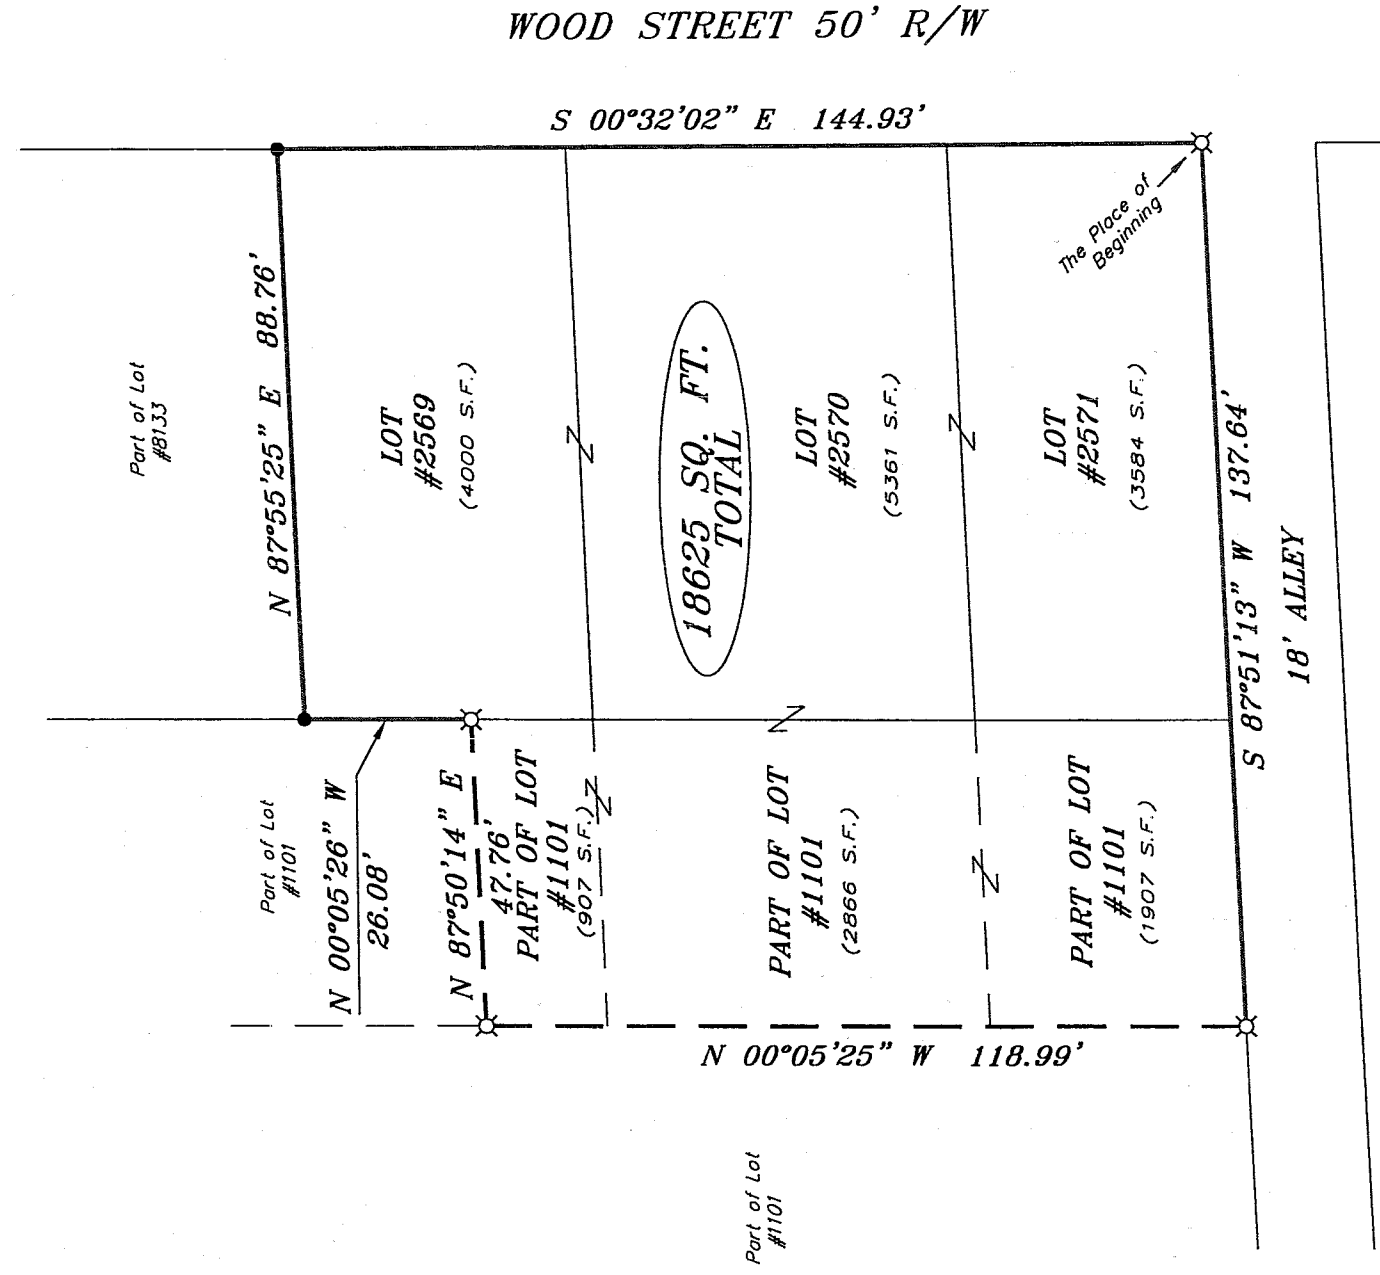 WOOD STREET 50' R/W
S 00°32'02" E 144.93'
The Place of
Beginning
N 87°55'25" E 88.76'
Part of Lot
#8133
LOT
#2569
(4000 S.F.)
18625 SQ. FT.
TOTAL
LOT
#2570
(5361 S.F.)
LOT
#2571
(3584 S.F.)
S 87°51'13" W 137.64'
18' ALLEY
Part of Lot
#1101
N 00°05'26" W
26.08'
N 87°50'14" E
47.76'
PART OF LOT
#1101
(907 S.F.)
PART OF LOT
#1101
(2866 S.F.)
PART OF LOT
#1101
(1907 S.F.)
N 00°05'25" W 118.99'
Part of Lot
#1101